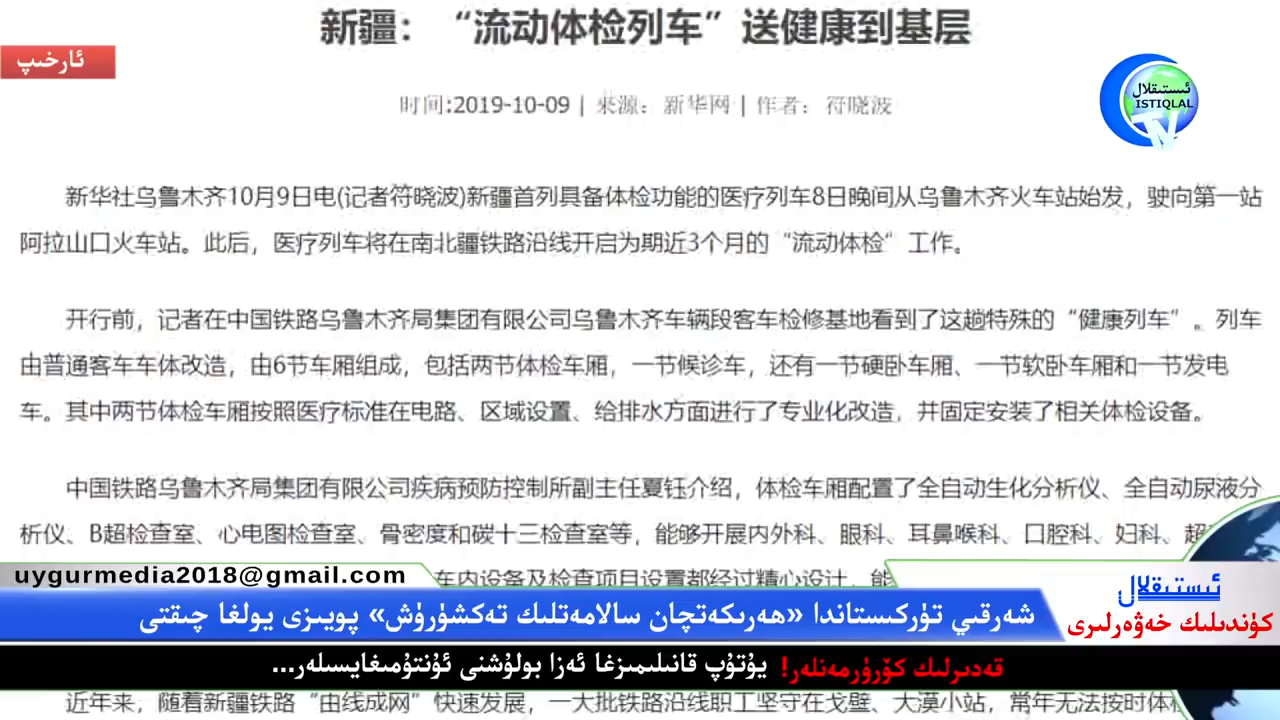 新疆：“流动体检列车”送健康到基层
ئارخىپ
ئىستىقلال
ISTIQLAL
TV
时间:2019-10-09 | 来源：新华网 | 作者：符晓波
新华社乌鲁木齐10月9日电(记者符晓波)新疆首列具备体检功能的医疗列车8日晚间从乌鲁木齐火车站始发，驶向第一站
阿拉山口火车站。此后，医疗列车将在南北疆铁路沿线开启为期近3个月的“流动体检”工作。
开行前，记者在中国铁路乌鲁木齐局集团有限公司乌鲁木齐车辆段客车检修基地看到了这趟特殊的“健康列车”。列车
由普通客车车体改造，由6节车厢组成，包括两节体检车厢，一节候诊车，还有一节硬卧车厢、一节软卧车厢和一节发电
车。其中两节体检车厢按照医疗标准在电路、区域设置、给排水方面进行了专业化改造，并固定安装了相关体检设备。
中国铁路乌鲁木齐局集团有限公司疾病预防控制所副主任夏钰介绍，体检车厢配置了全自动生化分析仪、全自动尿液分
析仪、B超检查室、心电图检查室、骨密度和碳十三检查室等，能够开展内外科、眼科、耳鼻喉科、口腔科、妇科、超
uygurmedia2018@gmail.com
车内设备及检查项目设置都经过精心设计，能
شەرقىي تۈركىستاندا «ھەرىكەتچان سالامەتلىك تەكشۈرۈش» پويىزى يولغا چىقتى
ئىستىقلال
كۈندىلىك خەۋەرلىرى
قەدىرلىك كۆرۈرمەنلەر! يۇتۇپ قانىلىمىزغا ئەزا بولۇشنى ئۇنتۇمىغايسىلەر...
近年来，随着新疆铁路“由线成网”快速发展，一大批铁路沿线职工坚守在戈壁、大漠小站，常年无法按时体检